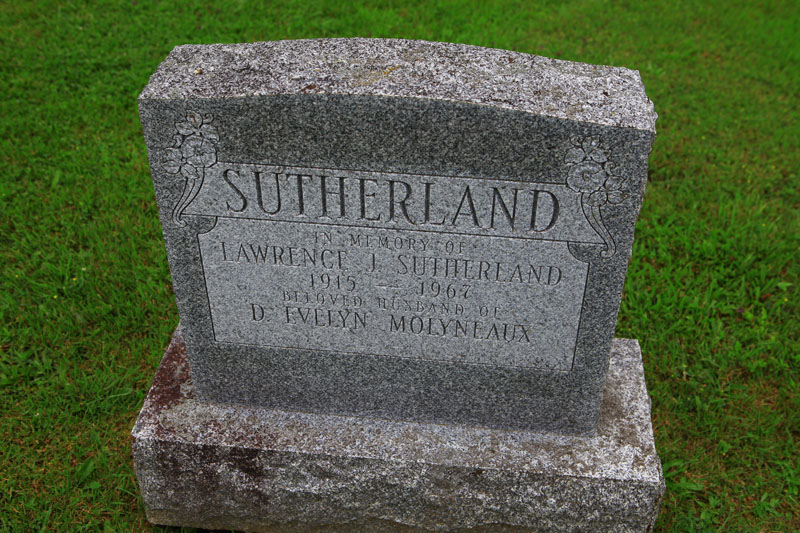 SUTHERLAND
IN MEMORY OF
LAWRENCE J. SUTHERLAND
1915 — 1967
BELOVED HUSBAND OF
D. EVELYN MOLYNEAUX